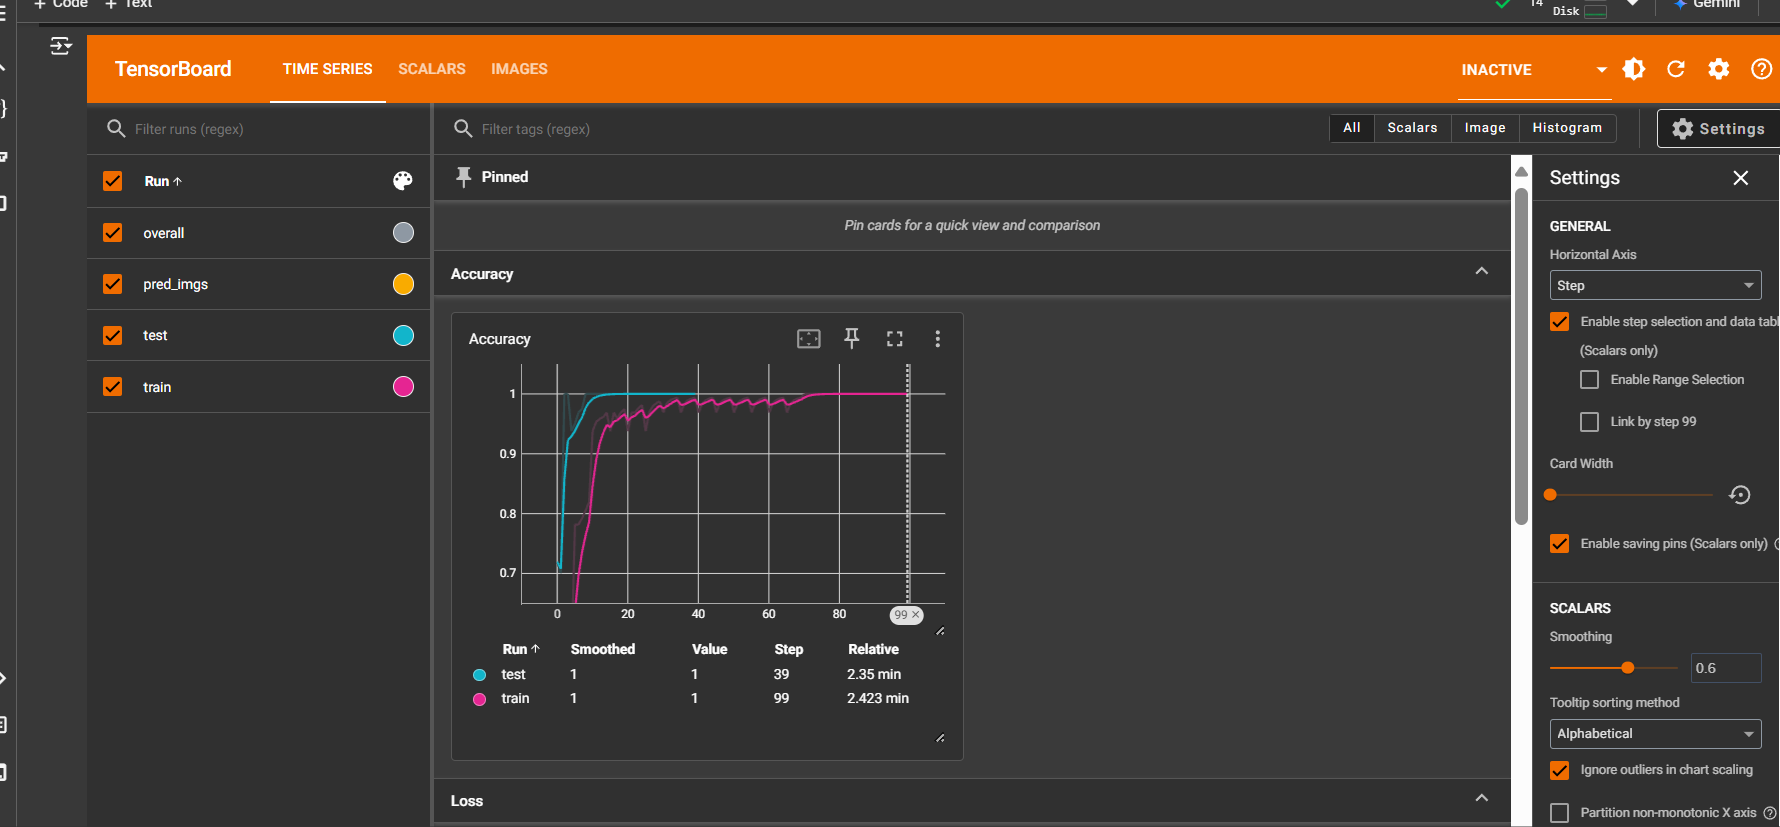 + Code + Text
14
Disk
Gemini
TensorBoard
TIME SERIES
SCALARS
IMAGES
INACTIVE
Filter runs (regex)
Filter tags (regex)
All
Scalars
Image
Histogram
Settings
Run
overall
pred_imgs
test
train
Pinned
Pin cards for a quick view and comparison
Accuracy
Accuracy
1
0.9
0.8
0.7
0 20 40 60 80 99
Run Smoothed Value Step Relative
test 1 1 39 2.35 min
train 1 1 99 2.423 min
Loss
Settings
GENERAL
Horizontal Axis
Step
Enable step selection and data
(Scalars only)
Enable Range Selection
Link by step 99
Card Width
Enable saving pins (Scalars only)
SCALARS
Smoothing
0.6
Tooltip sorting method
Alphabetical
Ignore outliers in chart scaling
Partition non-monotonic X axis